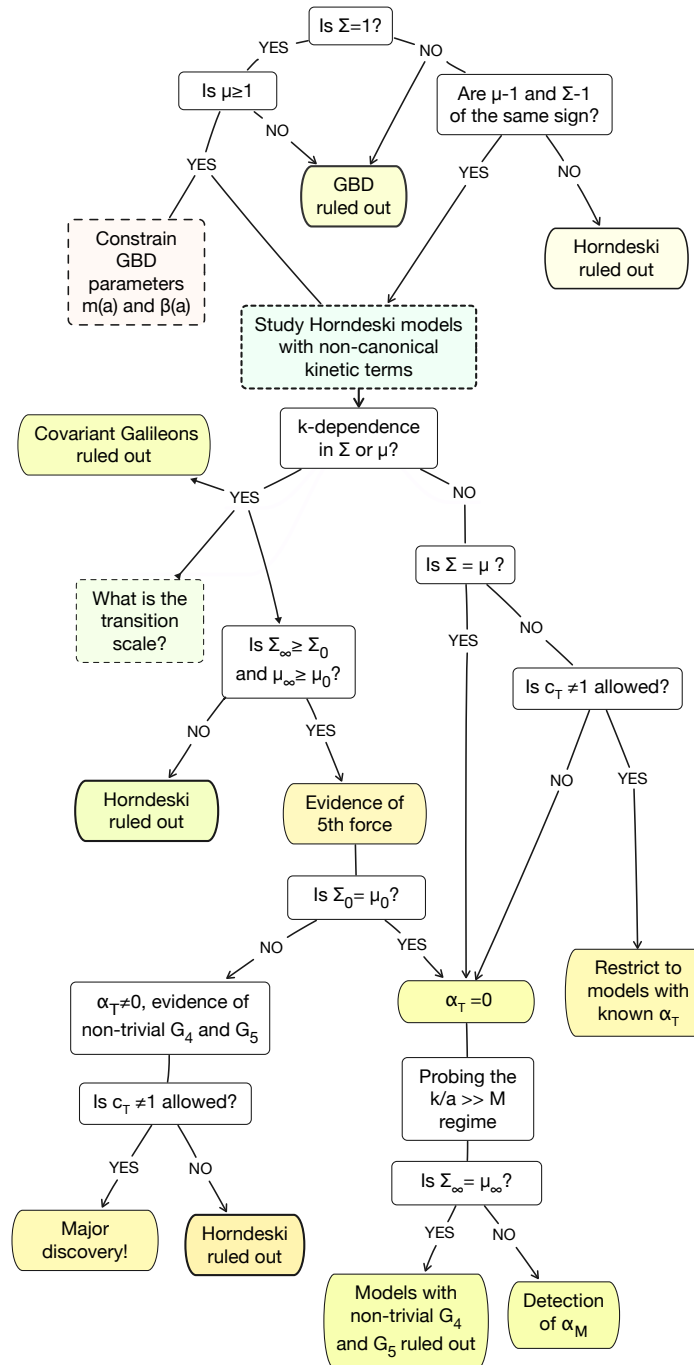 Is Σ=1?
YES
NO
Is μ≥1
Are μ-1 and Σ-1
of the same sign?
NO
YES
YES
NO
GBD
ruled out
Constrain
GBD
parameters
m(a) and β(a)
Horndeski
ruled out
Study Horndeski models
with non-canonical
kinetic terms
Covariant Galileons
ruled out
k-dependence
in Σ or μ?
YES
NO
Is Σ = μ ?
What is the
transition
scale?
Is Σ∞≥ Σ0
and μ∞≥ μ0?
YES
NO
Is cT ≠1 allowed?
NO
YES
NO
YES
Horndeski
ruled out
Evidence of
5th force
Is Σ0= μ0?
NO
YES
Restrict to
models with
known αT
αT≠0, evidence of
non-trivial G4 and G5
αT =0
Is cT ≠1 allowed?
Probing the
k/a >> M
regime
YES
NO
Is Σ∞= μ∞?
Major
discovery!
Horndeski
ruled out
YES
NO
Models with
non-trivial G4
and G5 ruled out
Detection
of αM